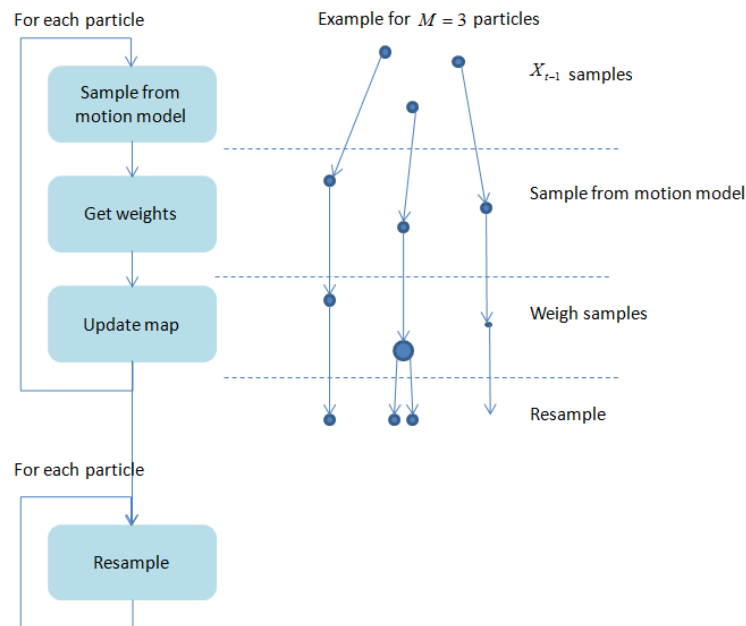 For each particle
Example for M = 3 particles
Sample from
motion model
X_{t-1} samples
Get weights
Sample from motion model
Update map
Weigh samples
Resample
For each particle
Resample